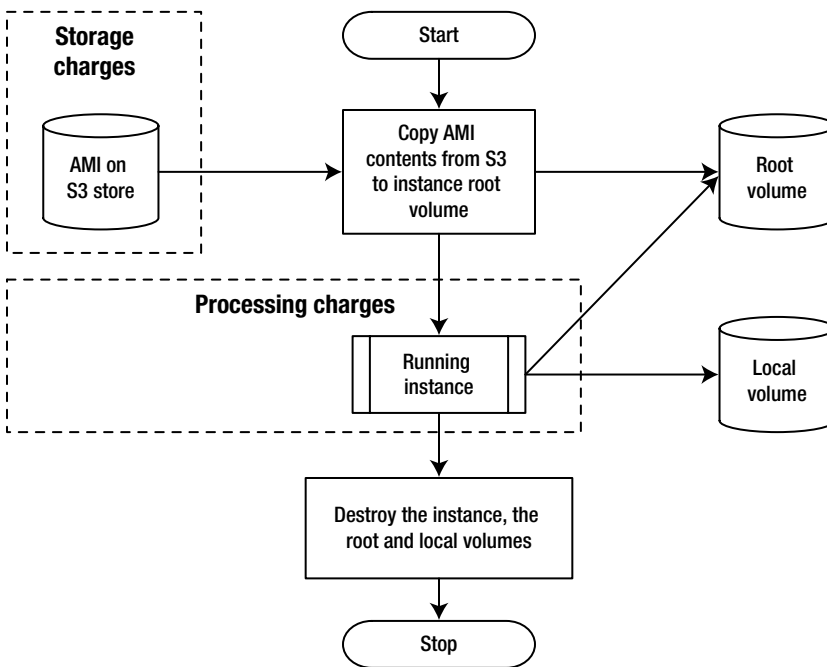 Storage
charges
Start
AMI on
S3 store
Copy AMI
contents from S3
to instance root
volume
Root
volume
Processing charges
Running
instance
Local
volume
Destroy the instance, the
root and local volumes
Stop